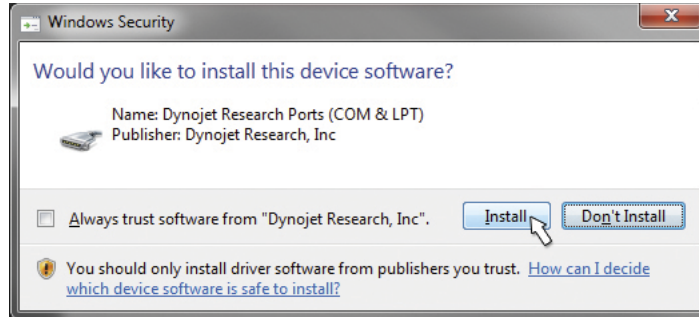 Windows Security
Would you like to install this device software?
Name: Dynojet Research Ports (COM & LPT)
Publisher: Dynojet Research, Inc
Always trust software from "Dynojet Research, Inc".
Install
Don't Install
You should only install driver software from publishers you trust. How can I decide
which device software is safe to install?